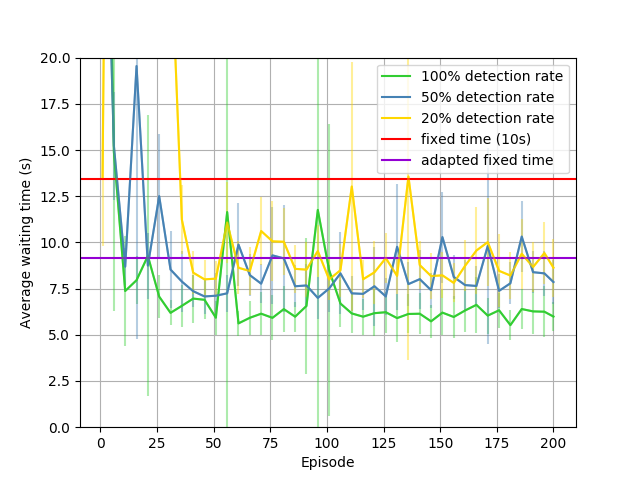 20.0
17.5
15.0
12.5
10.0
7.5
5.0
2.5
0.0
Average waiting time (s)
100% detection rate
50% detection rate
20% detection rate
fixed time (10s)
adapted fixed time
0 25 50 75 100 125 150 175 200
Episode